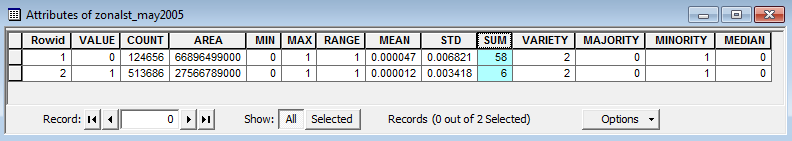 Attributes of zonalst_may2005
Rowid VALUE COUNT AREA MIN MAX RANGE MEAN STD SUM VARIETY MAJORITY MINORITY MEDIAN
1 0 124656 66896499000 0 1 1 0.000047 0.006821 58 2 0 1 0
2 1 513686 27566789000 0 1 1 0.000012 0.003418 6 2 0 1 0
Record: 0 Show: All Selected Records (0 out of 2 Selected) Options